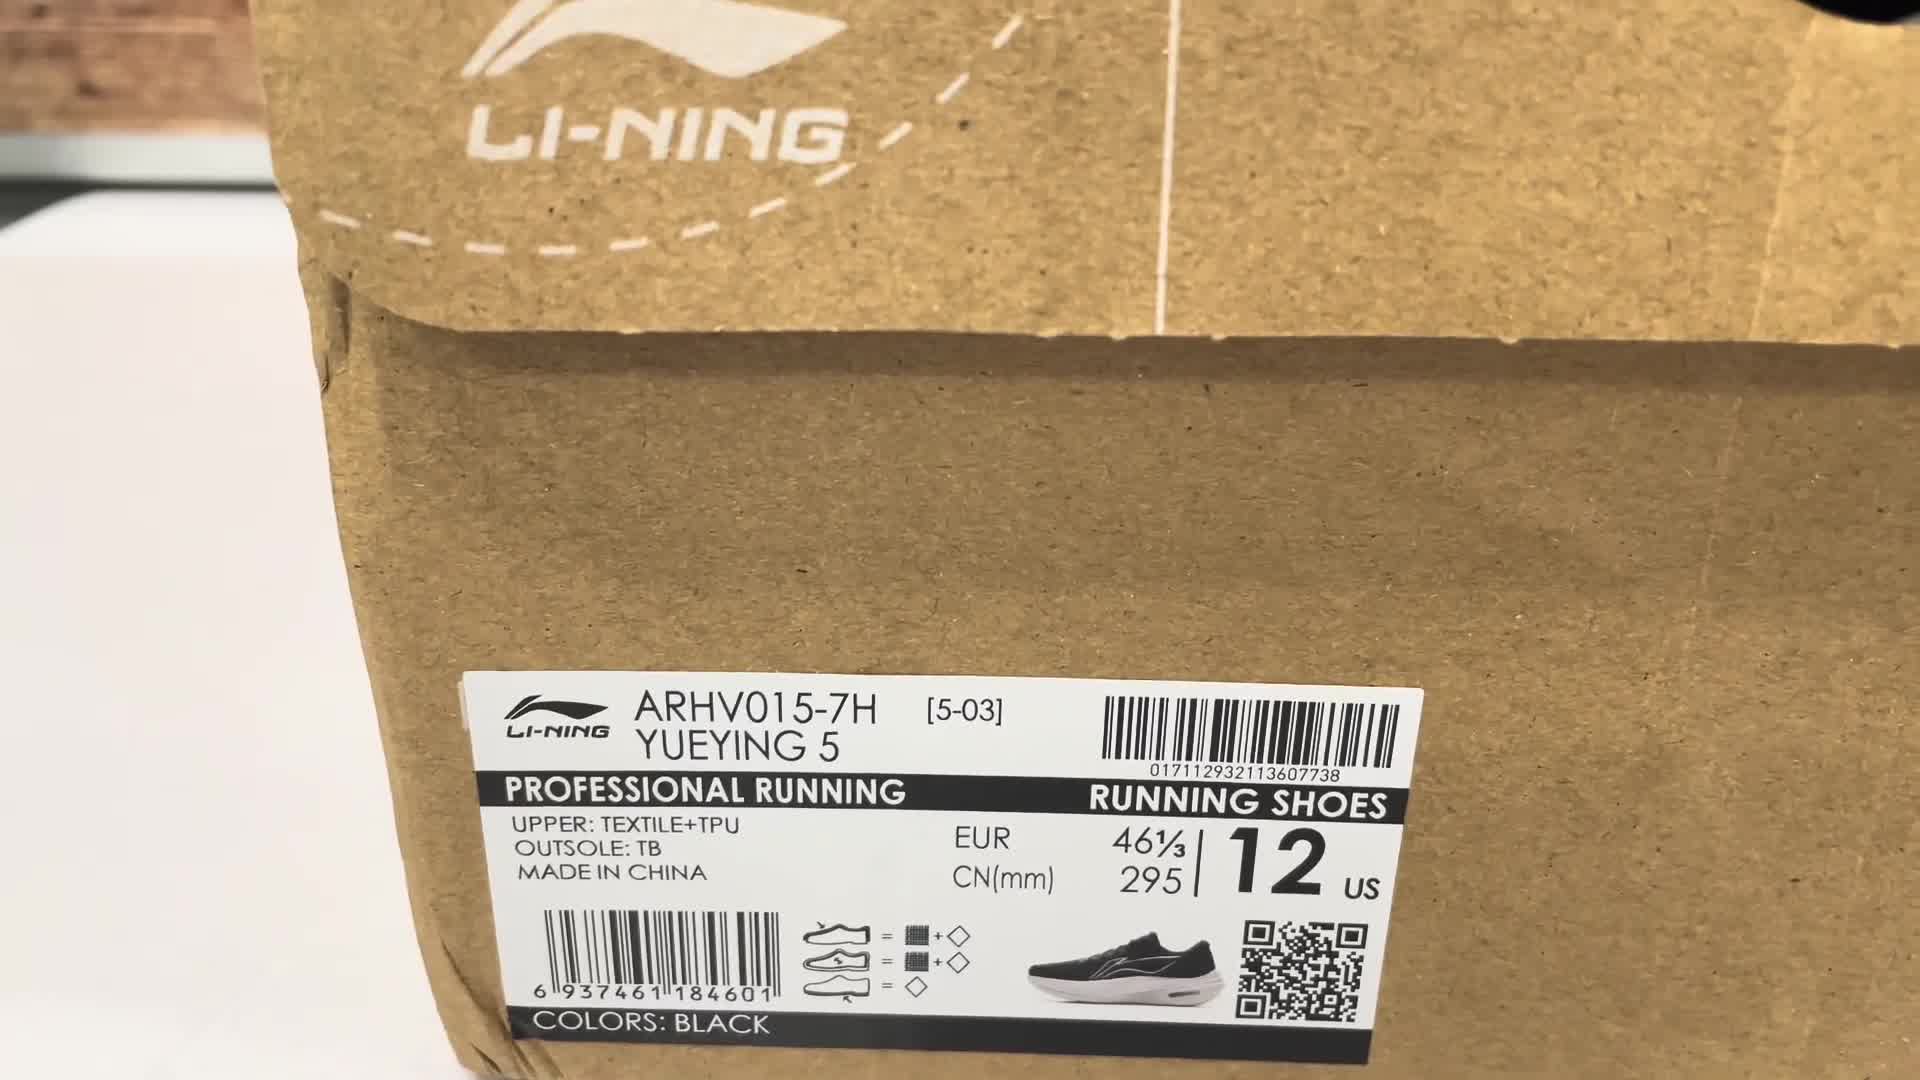 LI-NING
LI-NING
ARHV015-7H [5-03]
YUEYING 5
017112932113607738
PROFESSIONAL RUNNING RUNNING SHOES
UPPER: TEXTILE+TPU
OUTSOLE: TB
MADE IN CHINA
EUR 46⅓
CN(mm) 295
12 US
= +
= +
=
6 937461 184601
COLORS: BLACK